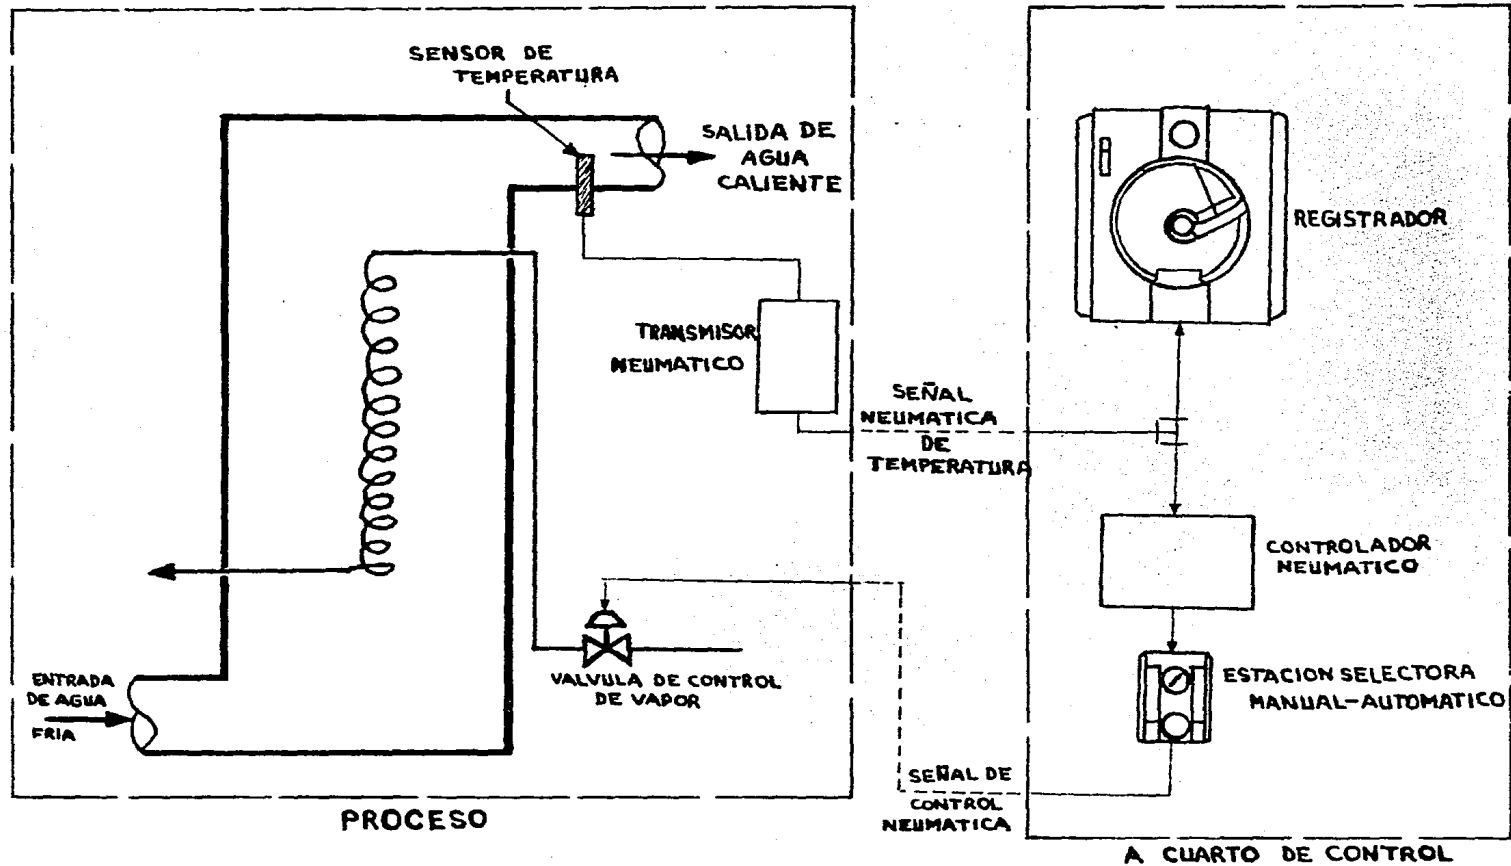 SENSOR DE
TEMPERATURA
SALIDA DE
AGUA
CALIENTE
REGISTRADOR
TRANSMISOR
NEUMATICO
SEÑAL
NEUMATICA
DE
TEMPERATURA
CONTROLADOR
NEUMATICO
ENTRADA
DE AGUA
FRIA
VALVULA DE CONTROL
DE VAPOR
ESTACION SELECTORA
MANUAL-AUTOMATICO
SEÑAL DE
CONTROL
NEUMATICA
PROCESO
A CUARTO DE CONTROL